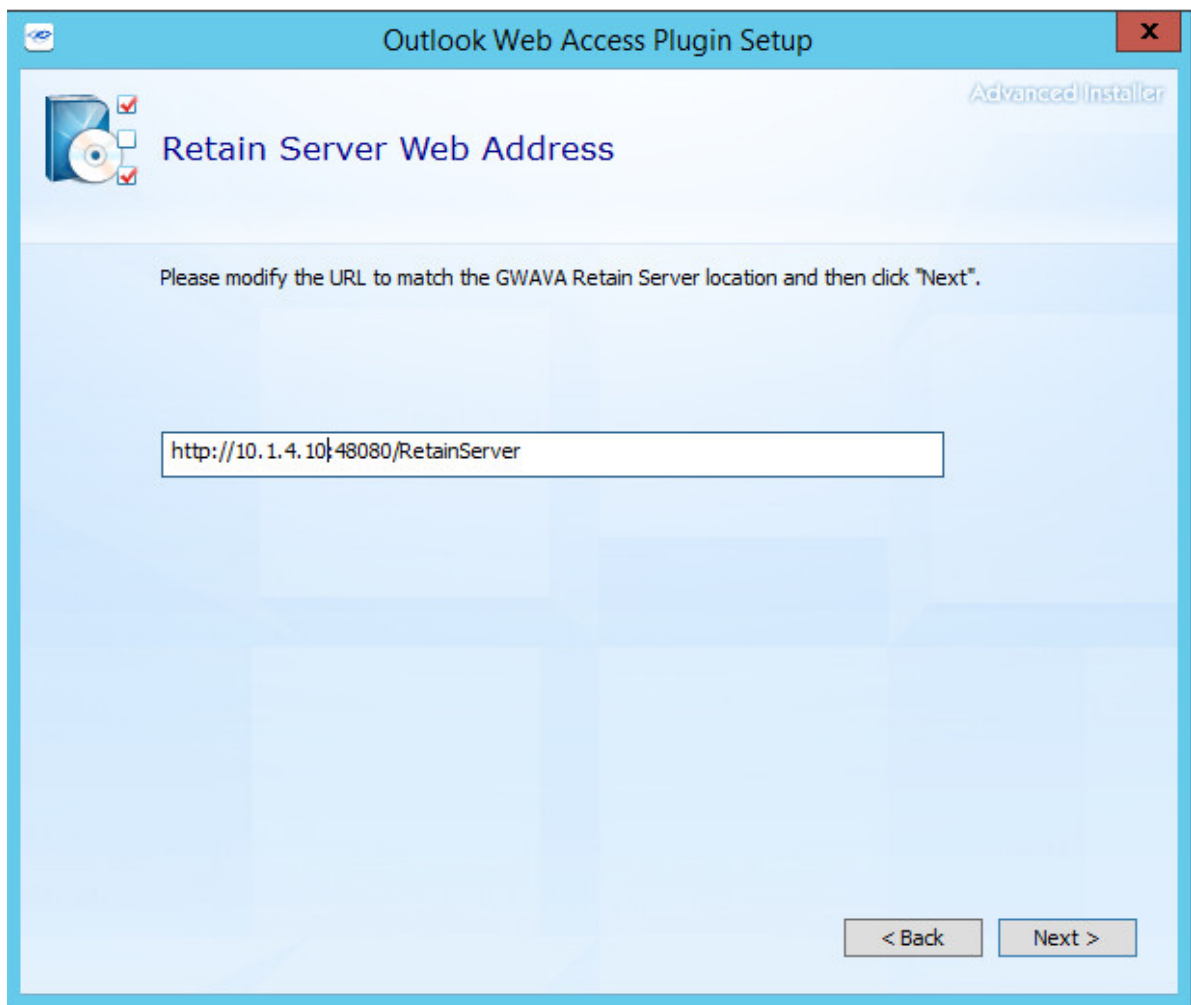 Outlook Web Access Plugin Setup
x
Advanced Installer
Retain Server Web Address
Please modify the URL to match the GWAVA Retain Server location and then click "Next".
http://10.1.4.10:48080/RetainServer
< Back
Next >